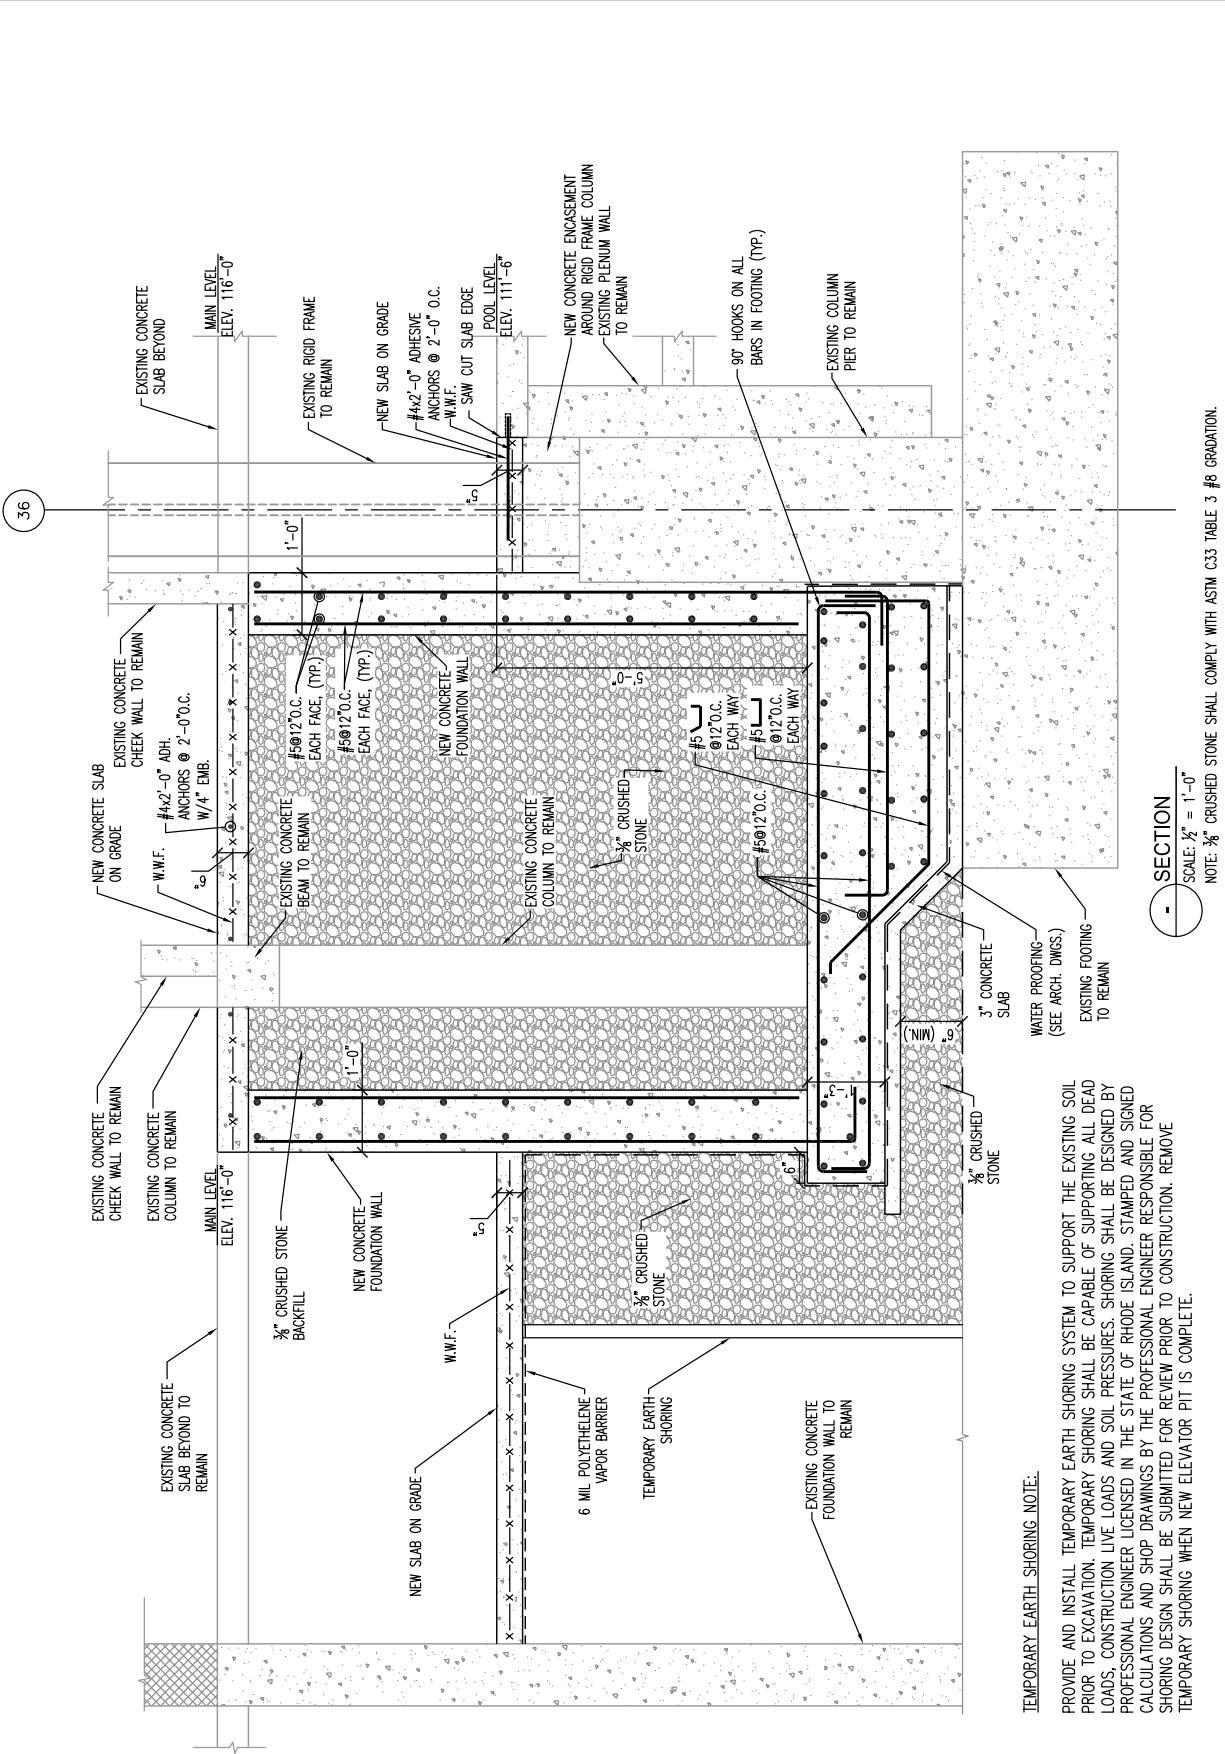 36
EXISTING CONCRETE
SLAB BEYOND
MAIN LEVEL
ELEV. 116'-0"
EXISTING RIGID FRAME
TO REMAIN
NEW SLAB ON GRADE
#4x2'-0" ADHESIVE
ANCHORS @ 2'-0" O.C.
W.W.F.
SAW CUT SLAB EDGE
POOL LEVEL
ELEV. 111'-6"
NEW CONCRETE ENCASEMENT
AROUND RIGID FRAME COLUMN
EXISTING PLENUM WALL
TO REMAIN
90° HOOKS ON ALL
BARS IN FOOTING (TYP.)
EXISTING COLUMN
PIER TO REMAIN
5"
1'-0"
NEW CONCRETE SLAB
ON GRADE
EXISTING CONCRETE
CHEEK WALL TO REMAIN
W.W.F.
#4x2'-0" ADH.
ANCHORS @ 2'-0"O.C.
W/4" EMB.
6"
#5@12"O.C.
EACH FACE, (TYP.)
#5@12"O.C.
EACH FACE, (TYP.)
NEW CONCRETE
FOUNDATION WALL
5'-0"
#5
@12"O.C.
EACH WAY
#5
@12"O.C.
EACH WAY
EXISTING CONCRETE
BEAM TO REMAIN
EXISTING CONCRETE
COLUMN TO REMAIN
3/8" CRUSHED
STONE
#5@12"O.C.
EXISTING CONCRETE
CHEEK WALL TO REMAIN
EXISTING CONCRETE
COLUMN TO REMAIN
MAIN LEVEL
ELEV. 116'-0"
3/8" CRUSHED STONE
BACKFILL
1'-0"
NEW CONCRETE
FOUNDATION WALL
1'-3"
6" (MIN.)
3" CONCRETE
SLAB
WATER PROOFING
(SEE ARCH. DWGS.)
EXISTING FOOTING
TO REMAIN
3/8" CRUSHED
STONE
6"
5"
W.W.F.
3/8" CRUSHED
STONE
EXISTING CONCRETE
SLAB BEYOND TO
REMAIN
NEW SLAB ON GRADE
6 MIL POLYETHELENE
VAPOR BARRIER
TEMPORARY EARTH
SHORING
EXISTING CONCRETE
FOUNDATION WALL TO
REMAIN
TEMPORARY EARTH SHORING NOTE:
PROVIDE AND INSTALL TEMPORARY EARTH SHORING SYSTEM TO SUPPORT THE EXISTING SOIL
PRIOR TO EXCAVATION. TEMPORARY SHORING SHALL BE CAPABLE OF SUPPORTING ALL DEAD
LOADS, CONSTRUCTION LIVE LOADS AND SOIL PRESSURES. SHORING SHALL BE DESIGNED BY
PROFESSIONAL ENGINEER LICENSED IN THE STATE OF RHODE ISLAND. STAMPED AND SIGNED
CALCULATIONS AND SHOP DRAWINGS BY THE PROFESSIONAL ENGINEER RESPONSIBLE FOR
SHORING DESIGN SHALL BE SUBMITTED FOR REVIEW PRIOR TO CONSTRUCTION. REMOVE
TEMPORARY SHORING WHEN NEW ELEVATOR PIT IS COMPLETE.
-
SECTION
SCALE: 1/2" = 1'-0"
NOTE: 3/8" CRUSHED STONE SHALL COMPLY WITH ASTM C33 TABLE 3 #8 GRADATION.